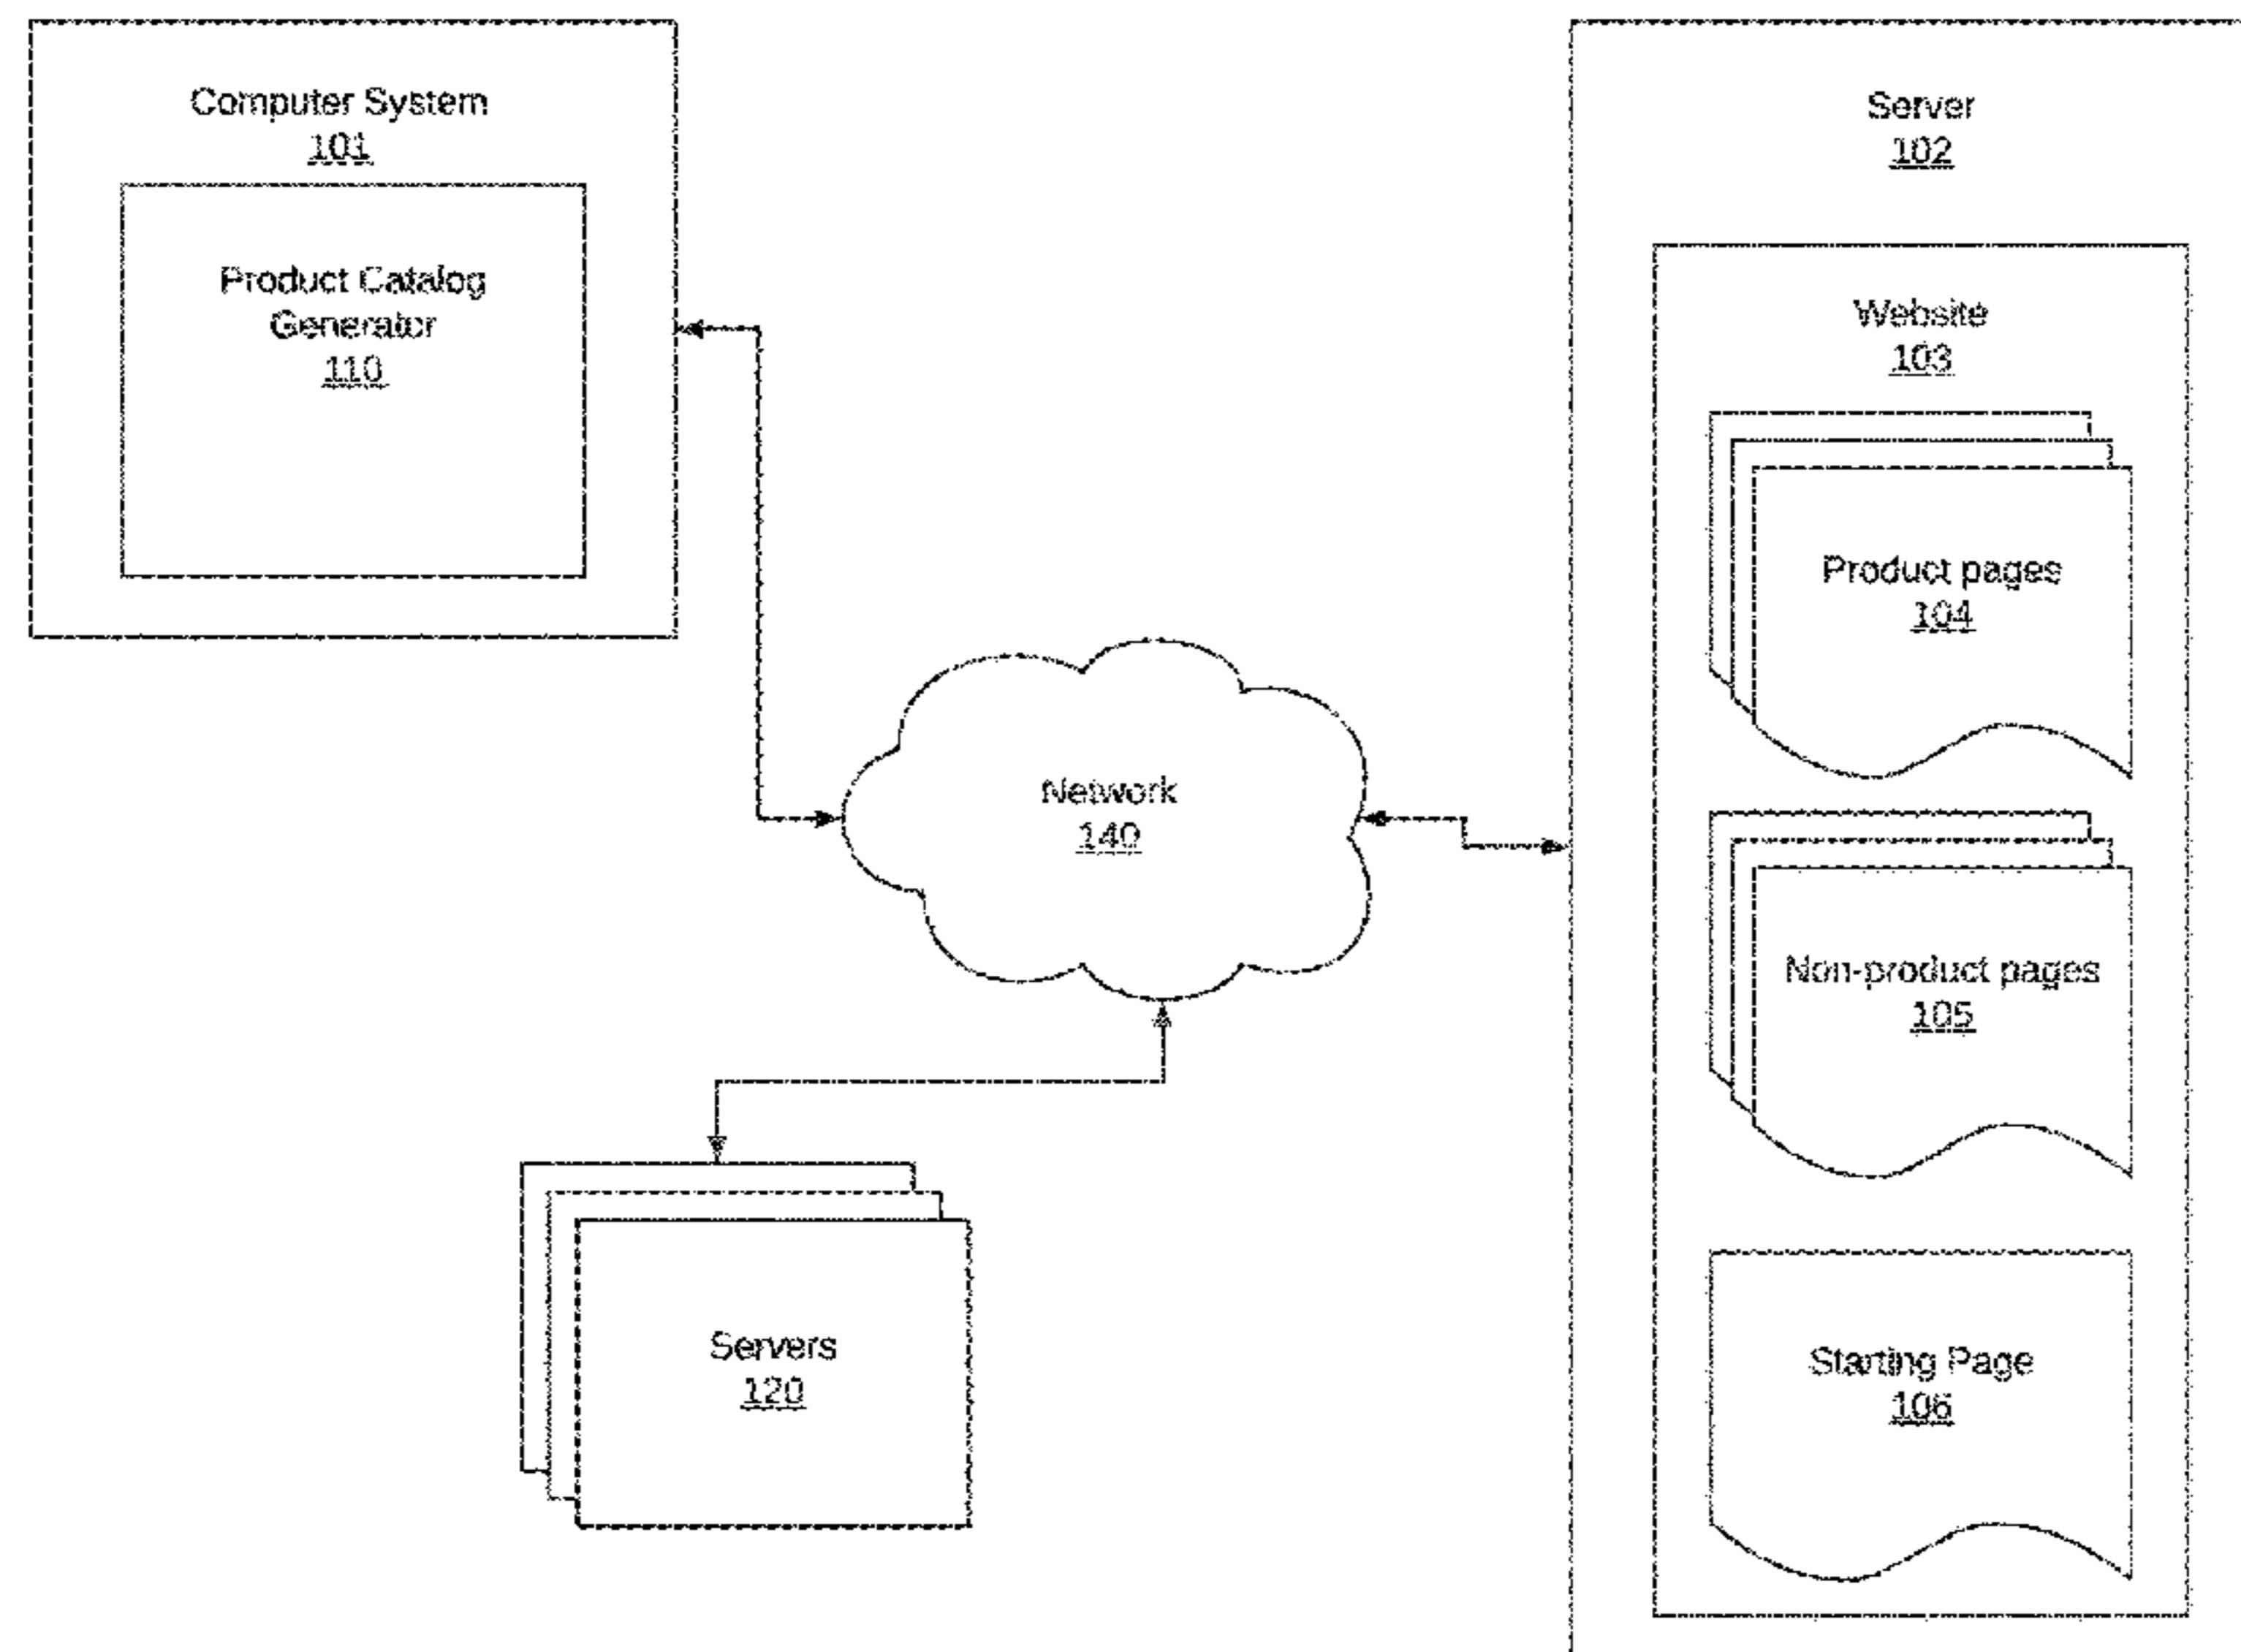 Computer System
101
Product Catalog
Generator
110
Server
102
Website
103
Product pages
104
Network
140
Non-product pages
105
Servers
120
Starting Page
106